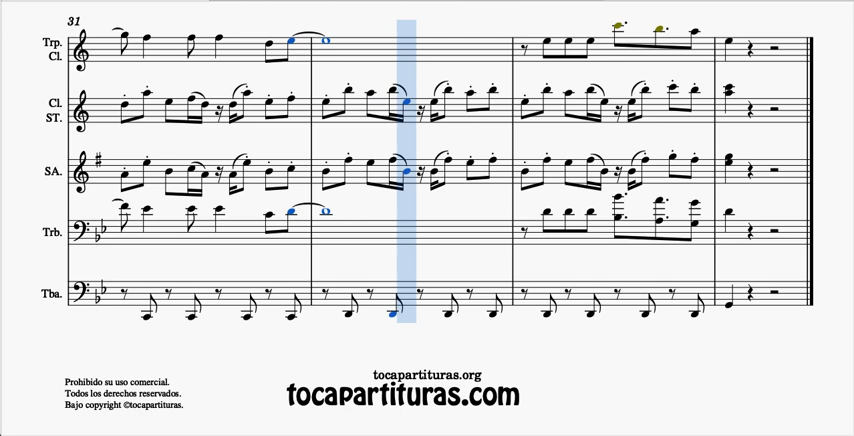 31
Trp.
Cl.
Cl.
ST.
SA.
Trb.
Tba.
tocapartituras.org
Prohibido su uso comercial.
Todos los derechos reservados.
tocapartituras.com
Bajo copyright ©tocapartituras.